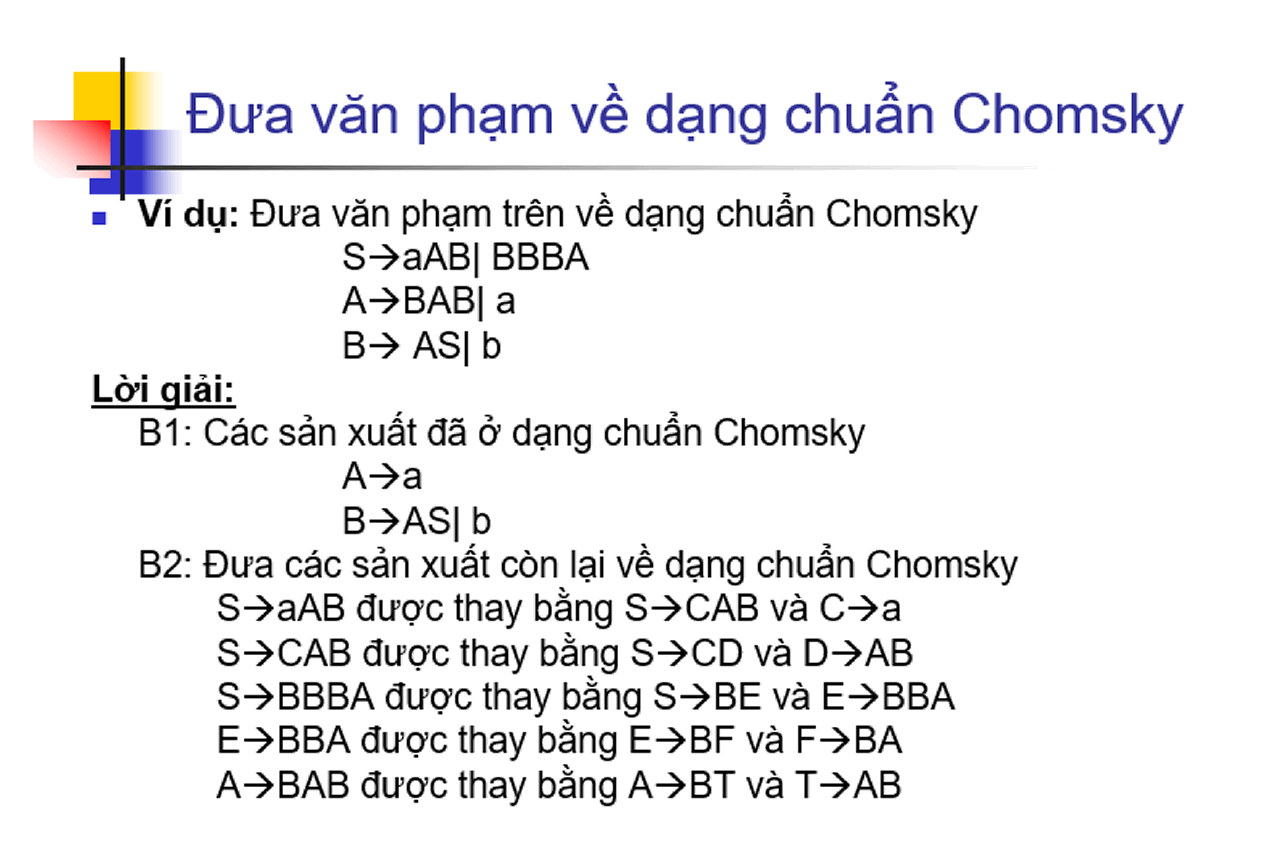 Đưa văn phạm về dạng chuẩn Chomsky
Ví dụ: Đưa văn phạm trên về dạng chuẩn Chomsky
S→aAB| BBBA
A→BAB| a
B→ AS| b
Lời giải:
B1: Các sản xuất đã ở dạng chuẩn Chomsky
A→a
B→AS| b
B2: Đưa các sản xuất còn lại về dạng chuẩn Chomsky
S→aAB được thay bằng S→CAB và C→a
S→CAB được thay bằng S→CD và D→AB
S→BBBA được thay bằng S→BE và E→BBA
E→BBA được thay bằng E→BF và F→BA
A→BAB được thay bằng A→BT và T→AB